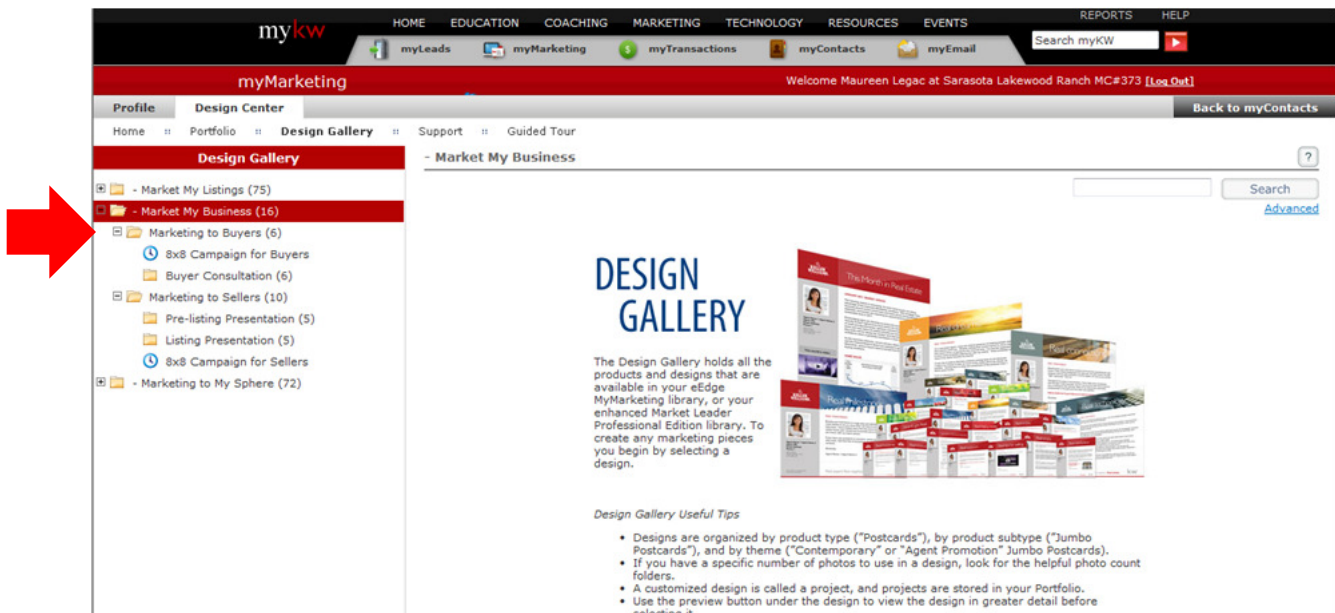 REPORTS HELP
HOME EDUCATION COACHING MARKETING TECHNOLOGY RESOURCES EVENTS
mykw
Search myKW
myLeads myMarketing myTransactions myContacts myEmail
myMarketing
Welcome Maureen Legac at Sarasota Lakewood Ranch MC#373 [Log Out]
Profile Design Center Back to myContacts
Home :: Portfolio :: Design Gallery :: Support :: Guided Tour
Design Gallery
- Market My Listings (75)
- Market My Business (16)
Marketing to Buyers (6)
8x8 Campaign for Buyers
Buyer Consultation (6)
Marketing to Sellers (10)
Pre-listing Presentation (5)
Listing Presentation (5)
8x8 Campaign for Sellers
- Marketing to My Sphere (72)
- Market My Business
?
Search
Advanced
DESIGN
GALLERY
This Month in Real Estate
The Design Gallery holds all the
products and designs that are
available in your eEdge
MyMarketing library, or your
enhanced Market Leader
Professional Edition library. To
create any marketing pieces
you begin by selecting a
design.
Design Gallery Useful Tips
• Designs are organized by product type ("Postcards"), by product subtype ("Jumbo
Postcards"), and by theme ("Contemporary" or "Agent Promotion" Jumbo Postcards).
• If you have a specific number of photos to use in a design, look for the helpful photo count
folders.
• A customized design is called a project, and projects are stored in your Portfolio.
• Use the preview button under the design to view the design in greater detail before